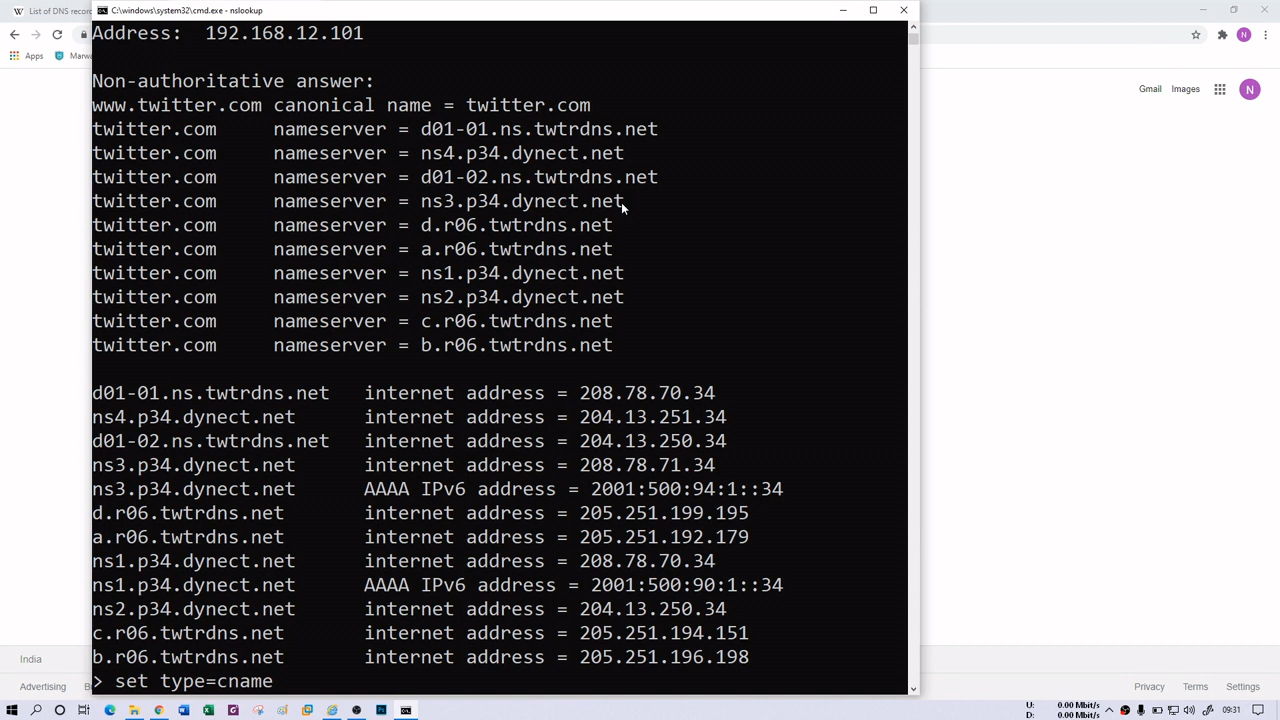 List of DNS recor
C:\windows\system32\cmd.exe - nslookup
Address:  192.168.12.101
Non-authoritative answer:
www.twitter.com canonical name = twitter.com
twitter.com     nameserver = d01-01.ns.twtrdns.net
twitter.com     nameserver = ns4.p34.dynect.net
twitter.com     nameserver = d01-02.ns.twtrdns.net
twitter.com     nameserver = ns3.p34.dynect.net
twitter.com     nameserver = d.r06.twtrdns.net
twitter.com     nameserver = a.r06.twtrdns.net
twitter.com     nameserver = ns1.p34.dynect.net
twitter.com     nameserver = ns2.p34.dynect.net
twitter.com     nameserver = c.r06.twtrdns.net
twitter.com     nameserver = b.r06.twtrdns.net
d01-01.ns.twtrdns.net   internet address = 208.78.70.34
ns4.p34.dynect.net      internet address = 204.13.251.34
d01-02.ns.twtrdns.net   internet address = 204.13.250.34
ns3.p34.dynect.net      internet address = 208.78.71.34
ns3.p34.dynect.net      AAAA IPv6 address = 2001:500:94:1::34
d.r06.twtrdns.net       internet address = 205.251.199.195
a.r06.twtrdns.net       internet address = 205.251.192.179
ns1.p34.dynect.net      internet address = 208.78.70.34
ns1.p34.dynect.net      AAAA IPv6 address = 2001:500:90:1::34
ns2.p34.dynect.net      internet address = 204.13.250.34
c.r06.twtrdns.net       internet address = 205.251.194.151
b.r06.twtrdns.net       internet address = 205.251.196.198
> set type=cname
Apps Marwa
Gmail Images N
India
Advertising B
Privacy Terms Settings
U: 0.00 Mbit/s
D: 0.00 Mbit/s
09:31